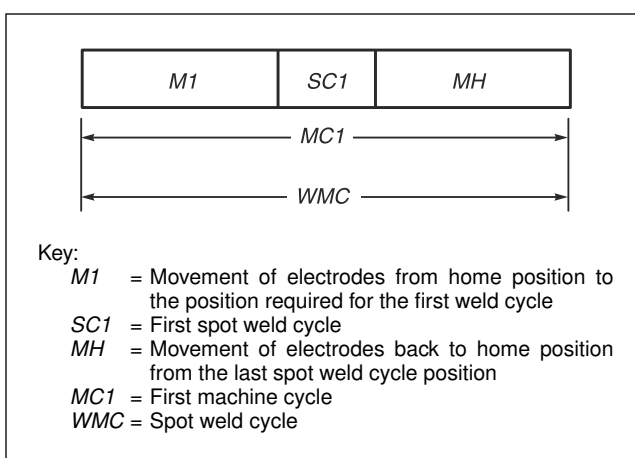 M1 SC1 MH
MC1
WMC
Key:
M1 = Movement of electrodes from home position to
the position required for the first weld cycle
SC1 = First spot weld cycle
MH = Movement of electrodes back to home position
from the last spot weld cycle position
MC1 = First machine cycle
WMC = Spot weld cycle